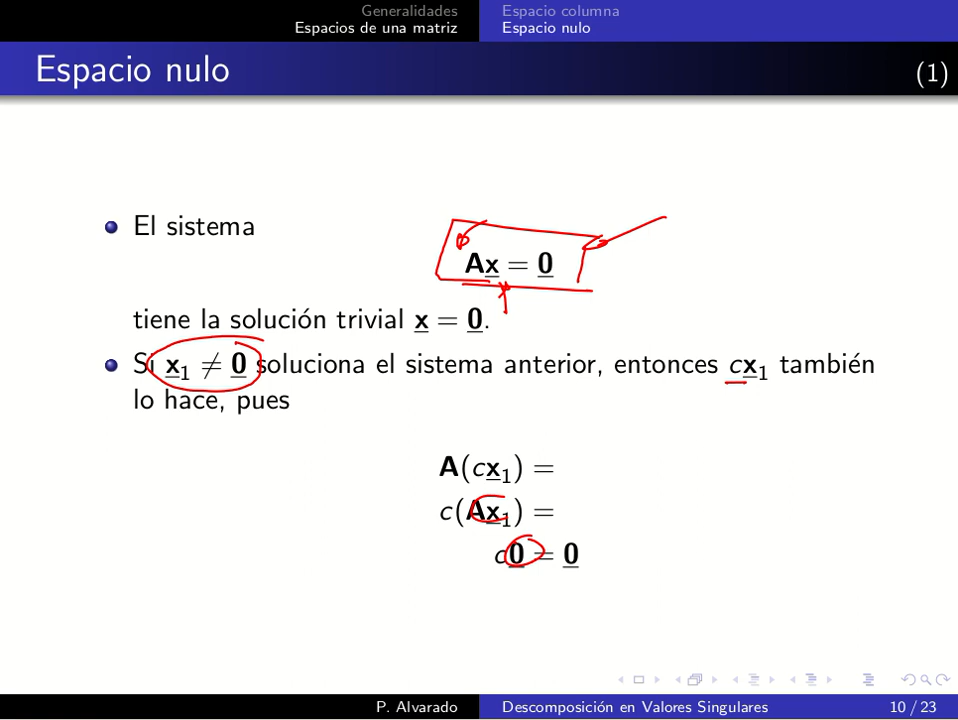 Generalidades
Espacios de una matriz
Espacio columna
Espacio nulo
Espacio nulo
(1)
El sistema
Ax = 0
tiene la solución trivial x = 0.
Si x₁ ≠ 0 soluciona el sistema anterior, entonces cx₁ también
lo hace, pues
A(cx₁) =
c(Ax₁) =
c0 = 0
P. Alvarado
Descomposición en Valores Singulares
10 / 23